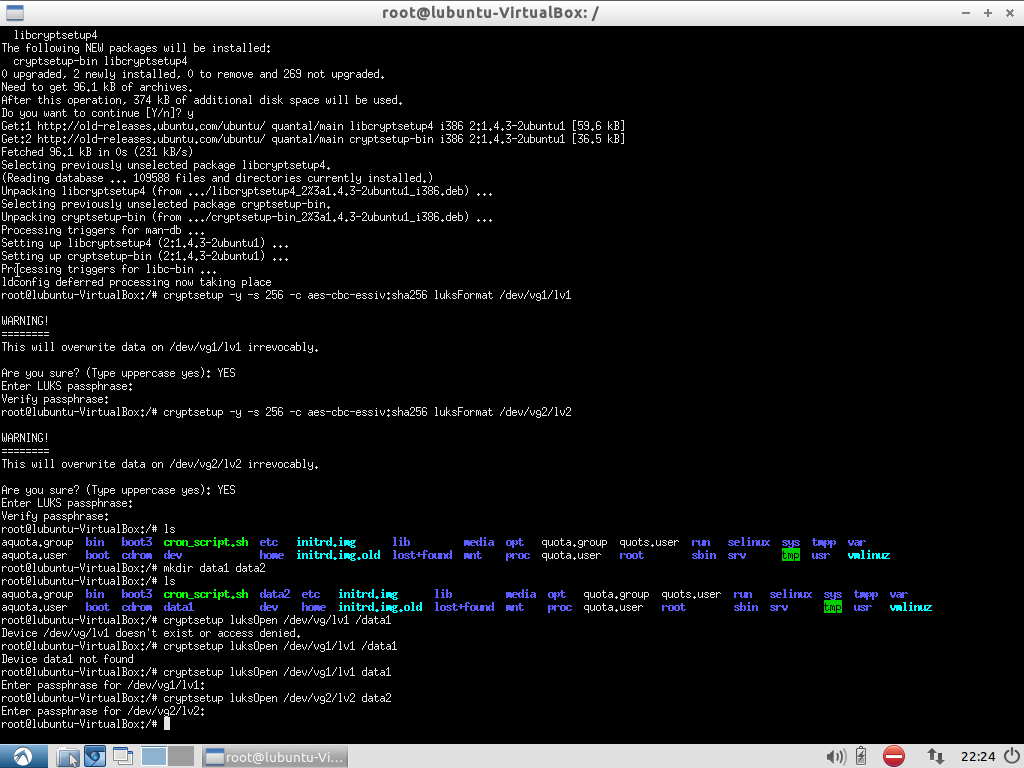 root@lubuntu-VirtualBox: /
libcryptsetup4
The following NEW packages will be installed:
cryptsetup-bin libcryptsetup4
0 upgraded, 2 newly installed, 0 to remove and 269 not upgraded.
Need to get 96.1 kB of archives.
After this operation, 374 kB of additional disk space will be used.
Do you want to continue [Y/n]? y
Get:1 http://old-releases.ubuntu.com/ubuntu/ quantal/main libcryptsetup4 i386 2:1.4.3-2ubuntu1 [59.6 kB]
Get:2 http://old-releases.ubuntu.com/ubuntu/ quantal/main cryptsetup-bin i386 2:1.4.3-2ubuntu1 [36.5 kB]
Fetched 96.1 kB in 0s (231 kB/s)
Selecting previously unselected package libcryptsetup4.
(Reading database ... 109588 files and directories currently installed.)
Unpacking libcryptsetup4 (from .../libcryptsetup4_2%3a1.4.3-2ubuntu1_i386.deb) ...
Selecting previously unselected package cryptsetup-bin.
Unpacking cryptsetup-bin (from .../cryptsetup-bin_2%3a1.4.3-2ubuntu1_i386.deb) ...
Processing triggers for man-db ...
Setting up libcryptsetup4 (2:1.4.3-2ubuntu1) ...
Setting up cryptsetup-bin (2:1.4.3-2ubuntu1) ...
Processing triggers for libc-bin ...
ldconfig deferred processing now taking place
root@lubuntu-VirtualBox:/# cryptsetup -y -s 256 -c aes-cbc-essiv:sha256 luksFormat /dev/vg1/lv1
WARNING!
========
This will overwrite data on /dev/vg1/lv1 irrevocably.
Are you sure? (Type uppercase yes): YES
Enter LUKS passphrase:
Verify passphrase:
root@lubuntu-VirtualBox:/# cryptsetup -y -s 256 -c aes-cbc-essiv:sha256 luksFormat /dev/vg2/lv2
WARNING!
========
This will overwrite data on /dev/vg2/lv2 irrevocably.
Are you sure? (Type uppercase yes): YES
Enter LUKS passphrase:
Verify passphrase:
root@lubuntu-VirtualBox:/# ls
aquota.group bin boot3 cron_script.sh etc initrd.img lib media opt quota.group quots.user run selinux sys tmpp var
aquota.user boot cdrom dev home initrd.img.old lost+found mnt proc quota.user root sbin srv tmp usr vmlinuz
root@lubuntu-VirtualBox:/# mkdir data1 data2
root@lubuntu-VirtualBox:/# ls
aquota.group bin boot3 cron_script.sh data2 etc initrd.img lib media opt quota.group quots.user run selinux sys tmpp var
aquota.user boot cdrom data1 dev home initrd.img.old lost+found mnt proc quota.user root sbin srv tmp usr vmlinuz
root@lubuntu-VirtualBox:/# cryptsetup luksOpen /dev/vg/lv1 /data1
Device /dev/vg/lv1 doesn't exist or access denied.
root@lubuntu-VirtualBox:/# cryptsetup luksOpen /dev/vg1/lv1 /data1
Device data1 not found
root@lubuntu-VirtualBox:/# cryptsetup luksOpen /dev/vg1/lv1 data1
Enter passphrase for /dev/vg1/lv1:
root@lubuntu-VirtualBox:/# cryptsetup luksOpen /dev/vg2/lv2 data2
Enter passphrase for /dev/vg2/lv2:
root@lubuntu-VirtualBox:/#
root@lubuntu-Vi...
22:24